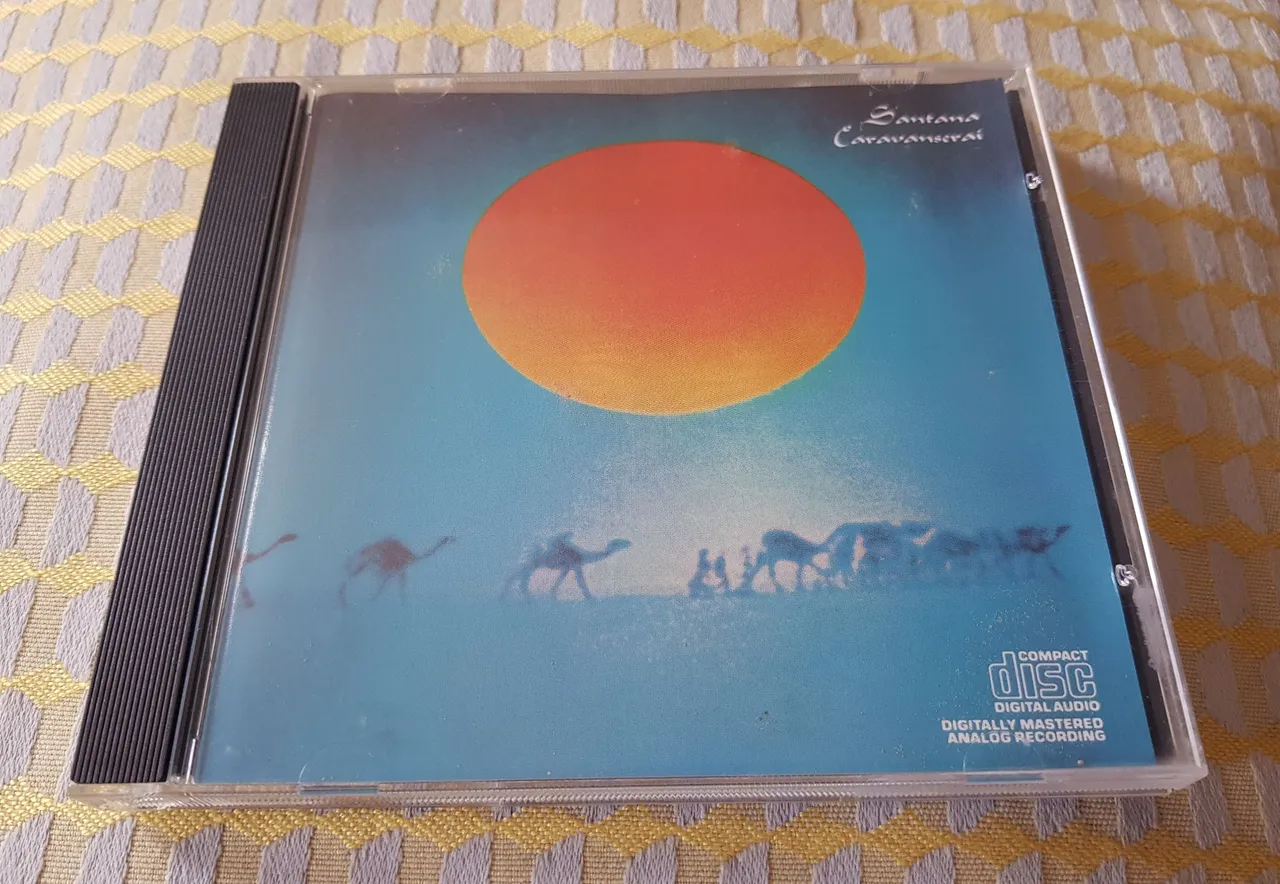 Santana
Caravanserai
COMPACT
disc
DIGITAL AUDIO
DIGITALLY MASTERED
ANALOG RECORDING